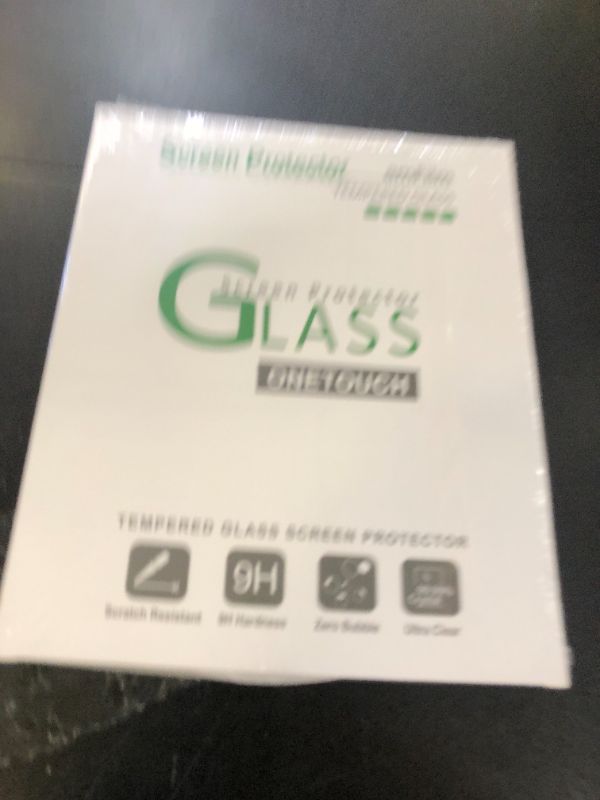 Screen Protector
Screen Protector
GLASS
ONETOUCH
TEMPERED GLASS SCREEN PROTECTOR
9H
Scratch Resistant
9H Hardness
Zero Bubble
Ultra Clear